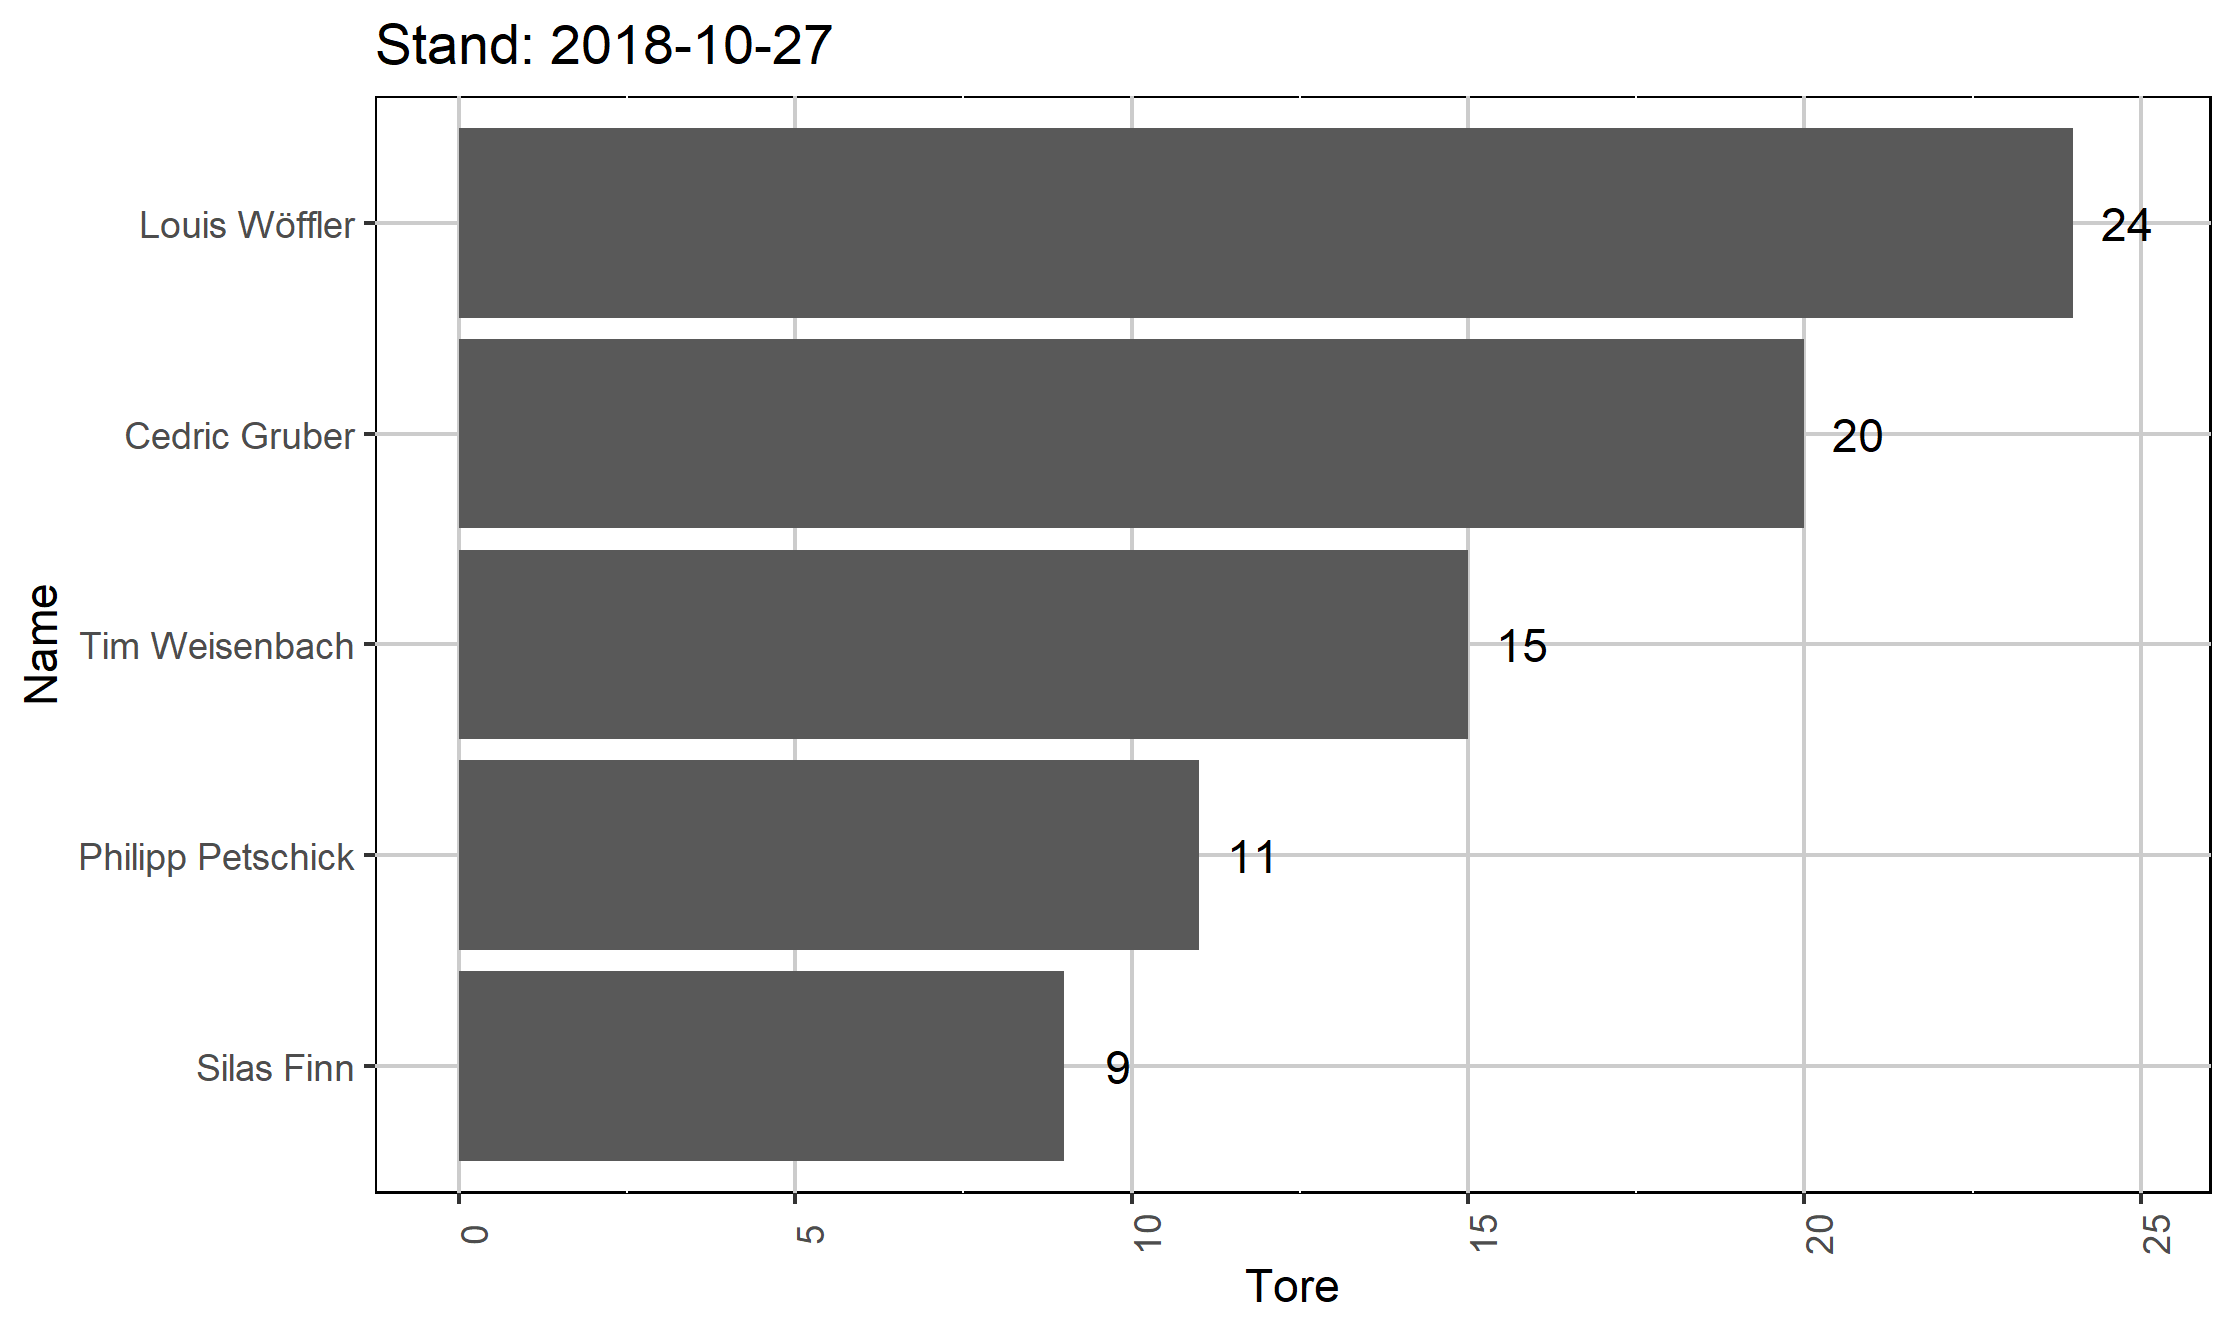 Stand: 2018-10-27
Louis Wöffler 24
Cedric Gruber 20
Tim Weisenbach 15
Philipp Petschick 11
Silas Finn 9
Name
0 5 10 15 20 25
Tore